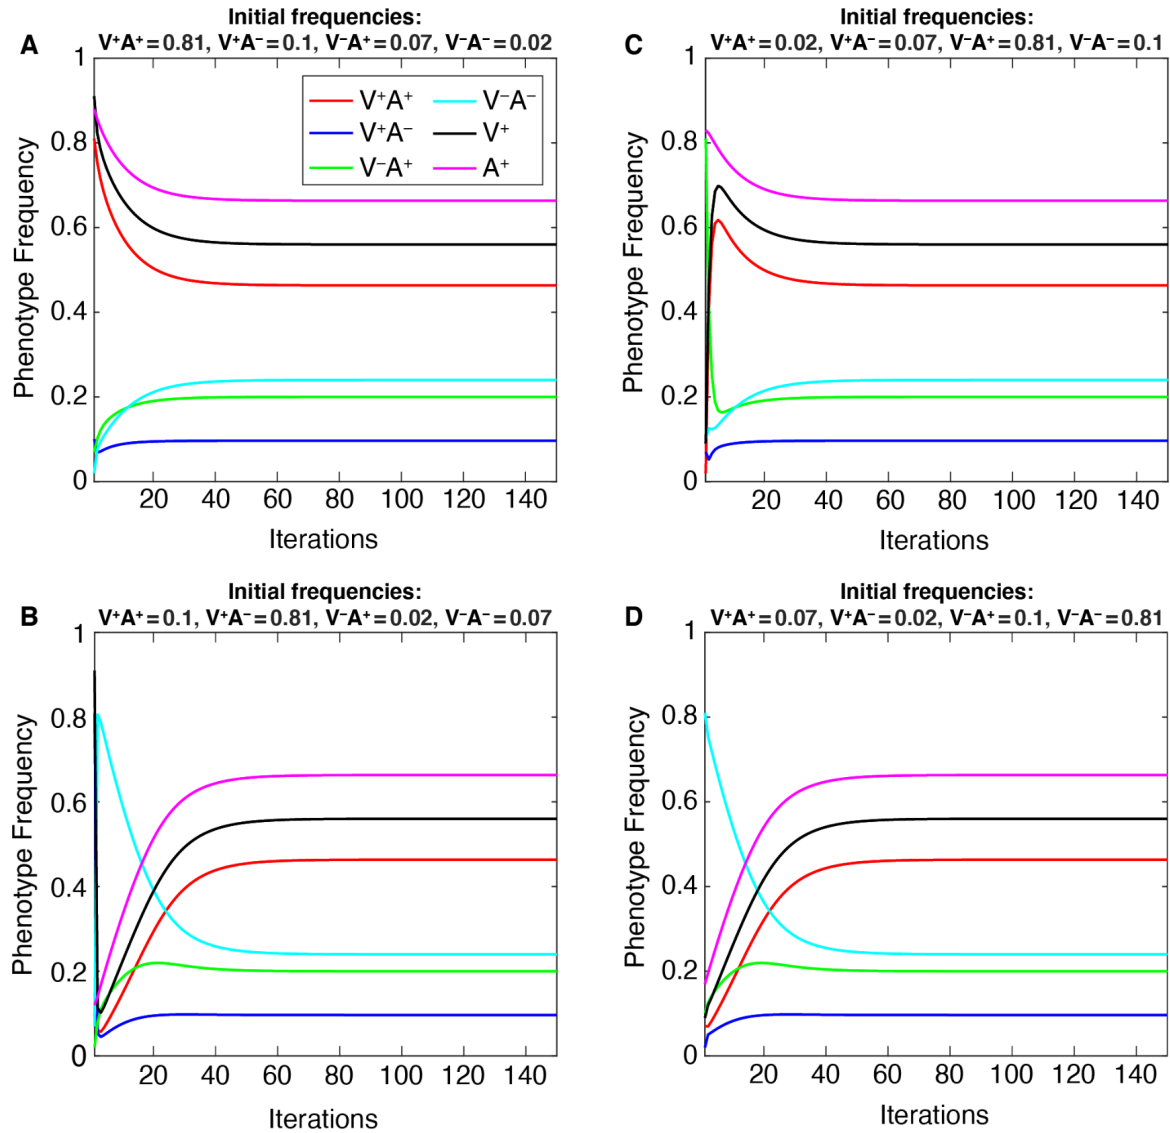 Initial frequencies:
A V⁺A⁺=0.81, V⁺A⁻=0.1, V⁻A⁺=0.07, V⁻A⁻=0.02
1
0.8
0.6
0.4
0.2
0
Phenotype Frequency
V⁺A⁺ V⁻A⁻
V⁺A⁻ V⁺
V⁻A⁺ A⁺
20 40 60 80 100 120 140
Iterations
Initial frequencies:
C V⁺A⁺=0.02, V⁺A⁻=0.07, V⁻A⁺=0.81, V⁻A⁻=0.1
1
0.8
0.6
0.4
0.2
0
Phenotype Frequency
20 40 60 80 100 120 140
Iterations
Initial frequencies:
B V⁺A⁺=0.1, V⁺A⁻=0.81, V⁻A⁺=0.02, V⁻A⁻=0.07
1
0.8
0.6
0.4
0.2
0
Phenotype Frequency
20 40 60 80 100 120 140
Iterations
Initial frequencies:
D V⁺A⁺=0.07, V⁺A⁻=0.02, V⁻A⁺=0.1, V⁻A⁻=0.81
1
0.8
0.6
0.4
0.2
0
Phenotype Frequency
20 40 60 80 100 120 140
Iterations